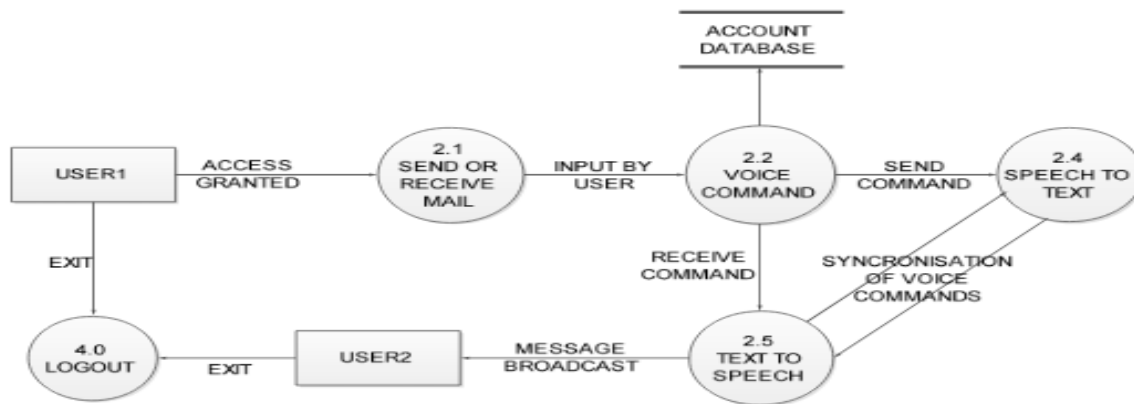 ACCOUNT
DATABASE
USER1
ACCESS
GRANTED
2.1
SEND OR
RECEIVE
MAIL
INPUT BY
USER
2.2
VOICE
COMMAND
SEND
COMMAND
2.4
SPEECH TO
TEXT
EXIT
RECEIVE
COMMAND
SYNCRONISATION
OF VOICE
COMMANDS
4.0
LOGOUT
EXIT
USER2
MESSAGE
BROADCAST
2.5
TEXT TO
SPEECH